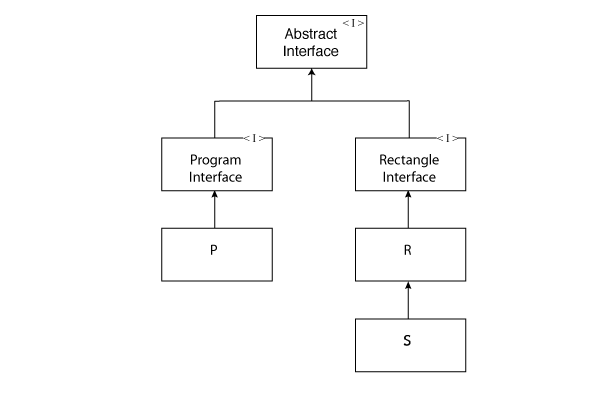 < I >
Abstract
Interface
< I >
Program
Interface
< I >
Rectangle
Interface
P
R
S